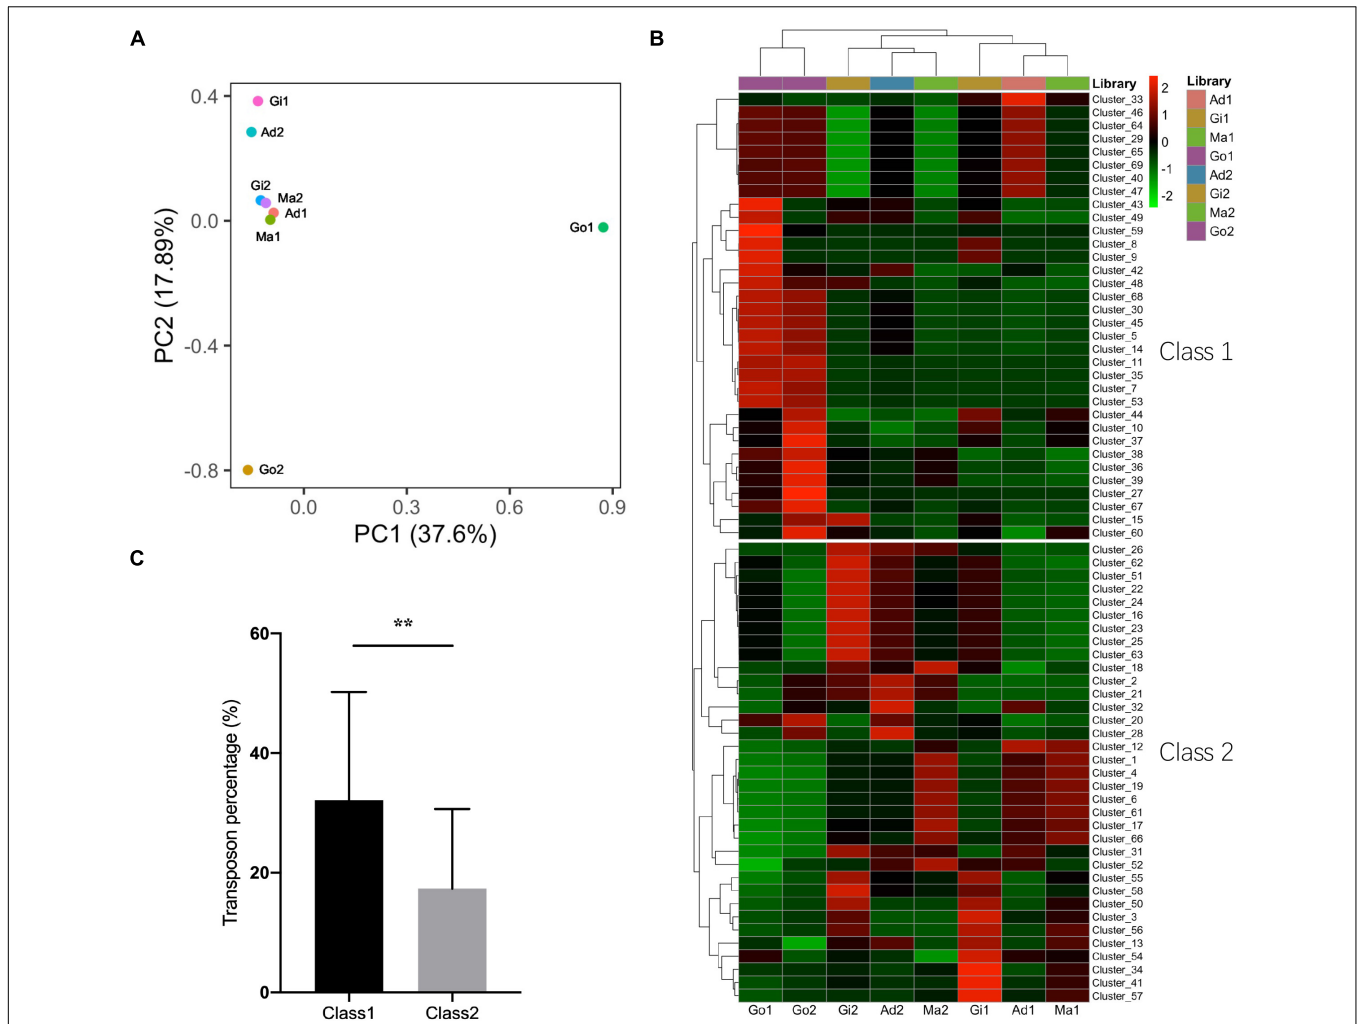 A
0.4
0.0
-0.4
-0.8
PC2 (17.89%)
Gi1
Ad2
Gi2
Ma2
Ad1
Ma1
Go1
Go2
0.0 0.3 0.6 0.9
PC1 (37.6%)
B
Library
Cluster_33
Cluster_46
Cluster_64
Cluster_29
Cluster_65
Cluster_69
Cluster_40
Cluster_47
Cluster_43
Cluster_49
Cluster_59
Cluster_8
Cluster_9
Cluster_42
Cluster_48
Cluster_68
Cluster_30
Cluster_45
Cluster_5
Cluster_14
Cluster_11
Cluster_35
Cluster_7
Cluster_53
Cluster_44
Cluster_10
Cluster_37
Cluster_38
Cluster_36
Cluster_39
Cluster_27
Cluster_67
Cluster_15
Cluster_60
Cluster_26
Cluster_62
Cluster_51
Cluster_22
Cluster_24
Cluster_16
Cluster_23
Cluster_25
Cluster_63
Cluster_18
Cluster_2
Cluster_21
Cluster_32
Cluster_20
Cluster_28
Cluster_12
Cluster_1
Cluster_4
Cluster_19
Cluster_6
Cluster_61
Cluster_17
Cluster_66
Cluster_31
Cluster_52
Cluster_55
Cluster_58
Cluster_50
Cluster_3
Cluster_56
Cluster_13
Cluster_54
Cluster_34
Cluster_41
Cluster_57
Go1 Go2 Gi2 Ad2 Ma2 Gi1 Ad1 Ma1
2
1
0
-1
-2
Library
Ad1
Gi1
Ma1
Go1
Ad2
Gi2
Ma2
Go2
Class 1
Class 2
C
60
40
20
0
Transposon percentage (%)
**
Class1 Class2